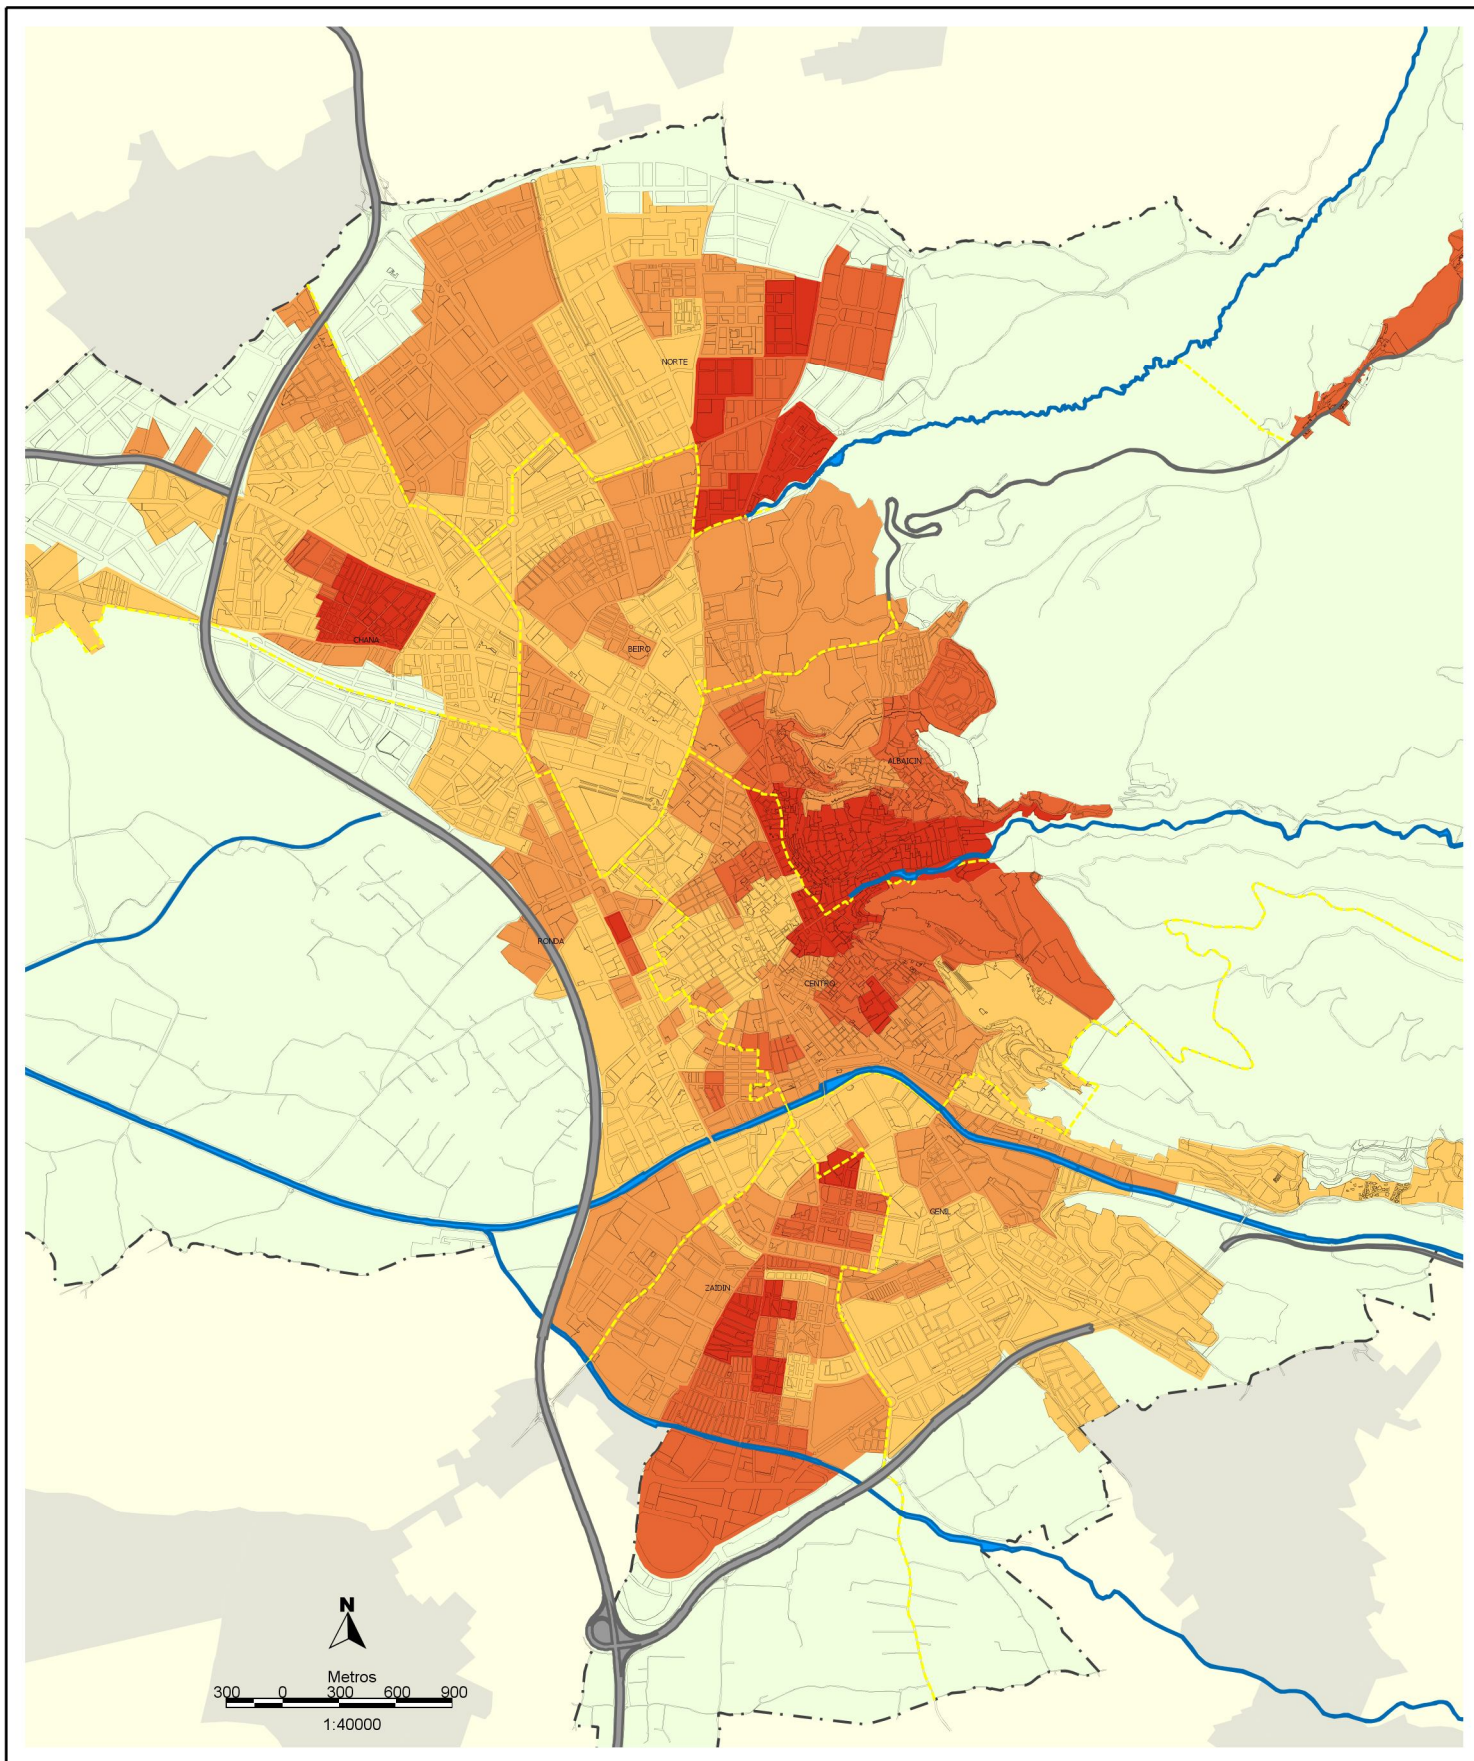 NORTE
CHANA
BEIRO
ALBAICIN
RONDA
CENTRO
GENIL
ZAIDIN
N
Metros
300 0 300 600 900
1:40000